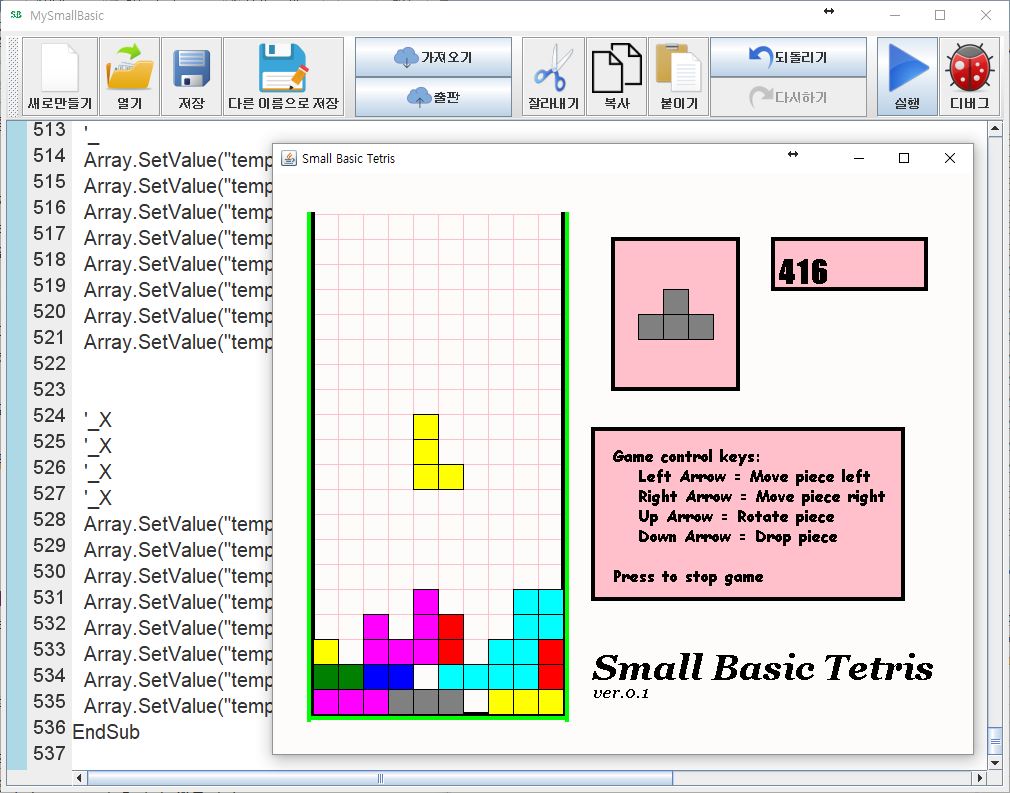 MySmallBasic
새로만들기
열기
저장
다른 이름으로 저장
가져오기
출판
잘라내기
복사
붙이기
되돌리기
다시하기
실행
디버그
513 '_
514 Array.SetValue("temp
515 Array.SetValue("temp
516 Array.SetValue("temp
517 Array.SetValue("temp
518 Array.SetValue("temp
519 Array.SetValue("temp
520 Array.SetValue("temp
521 Array.SetValue("temp
522
523
524 '_X
525 '_X
526 '_X
527 '_X
528 Array.SetValue("temp
529 Array.SetValue("temp
530 Array.SetValue("temp
531 Array.SetValue("temp
532 Array.SetValue("temp
533 Array.SetValue("temp
534 Array.SetValue("temp
535 Array.SetValue("temp
536 EndSub
537
Small Basic Tetris
416
Game control keys:
Left Arrow = Move piece left
Right Arrow = Move piece right
Up Arrow = Rotate piece
Down Arrow = Drop piece
Press to stop game
Small Basic Tetris
ver.0.1